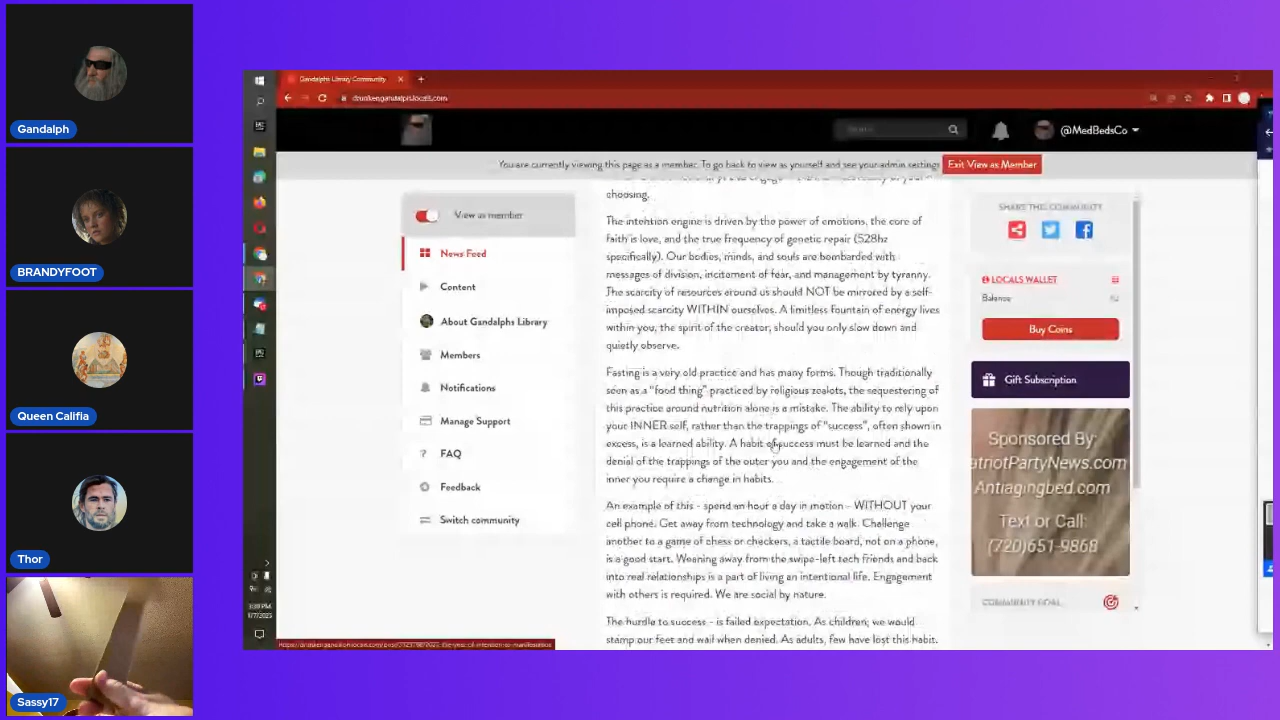 Gandalph
BRANDYFOOT
Queen Califia
Thor
Sassy17
Gandalphs Library Community
drunkengandalph.locals.com
Search
@MedBedsCo
You are currently viewing this page as a member. To go back to view as yourself and see your admin settings
Exit View as Member
View as member
News Feed
Content
About Gandalphs Library
Members
Notifications
Manage Support
FAQ
Feedback
Switch community
choosing.
The intention engine is driven by the power of emotions, the core of
faith is love, and the true frequency of genetic repair (528hz
specifically). Our bodies, minds, and souls are bombarded with
messages of division, incitement of fear, and management by tyranny.
The scarcity of resources around us should NOT be mirrored by a self-
imposed scarcity WITHIN ourselves. A limitless fountain of energy lives
within you, the spirit of the creator, should you only slow down and
quietly observe.
Fasting is a very old practice and has many forms. Though traditionally
seen as a "food thing" practiced by religious zealots, the sequestering of
this practice around nutrition alone is a mistake. The ability to rely upon
your INNER self, rather than the trappings of "success", often shown in
excess, is a learned ability. A habit of success must be learned and the
denial of the trappings of the outer you and the engagement of the
inner you require a change in habits.
An example of this - spend an hour a day in motion - WITHOUT your
cell phone. Get away from technology and take a walk. Challenge
another to a game of chess or checkers, a tactile board, not on a phone,
is a good start. Weaning away from the swipe-left tech friends and back
into real relationships is a part of living an intentional life. Engagement
with others is required. We are social by nature.
The hurdle to success - is failed expectation. As children, we would
stamp our feet and wail when denied. As adults, few have lost this habit.
SHARE THIS COMMUNITY
LOCALS WALLET
Balance
Buy Coins
Gift Subscription
Sponsored By:
atriotPartyNews.com
Antiagingbed.com
Text or Call:
(720)651-9868
COMMUNITY GOAL